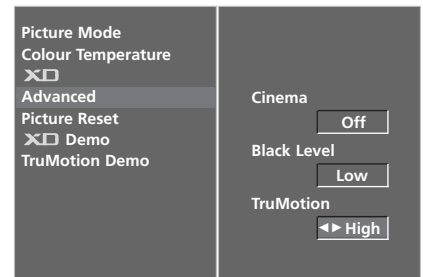 Picture Mode
Colour Temperature
XD
Advanced
Picture Reset
XD Demo
TruMotion Demo
Cinema
Off
Black Level
Low
TruMotion
◄► High